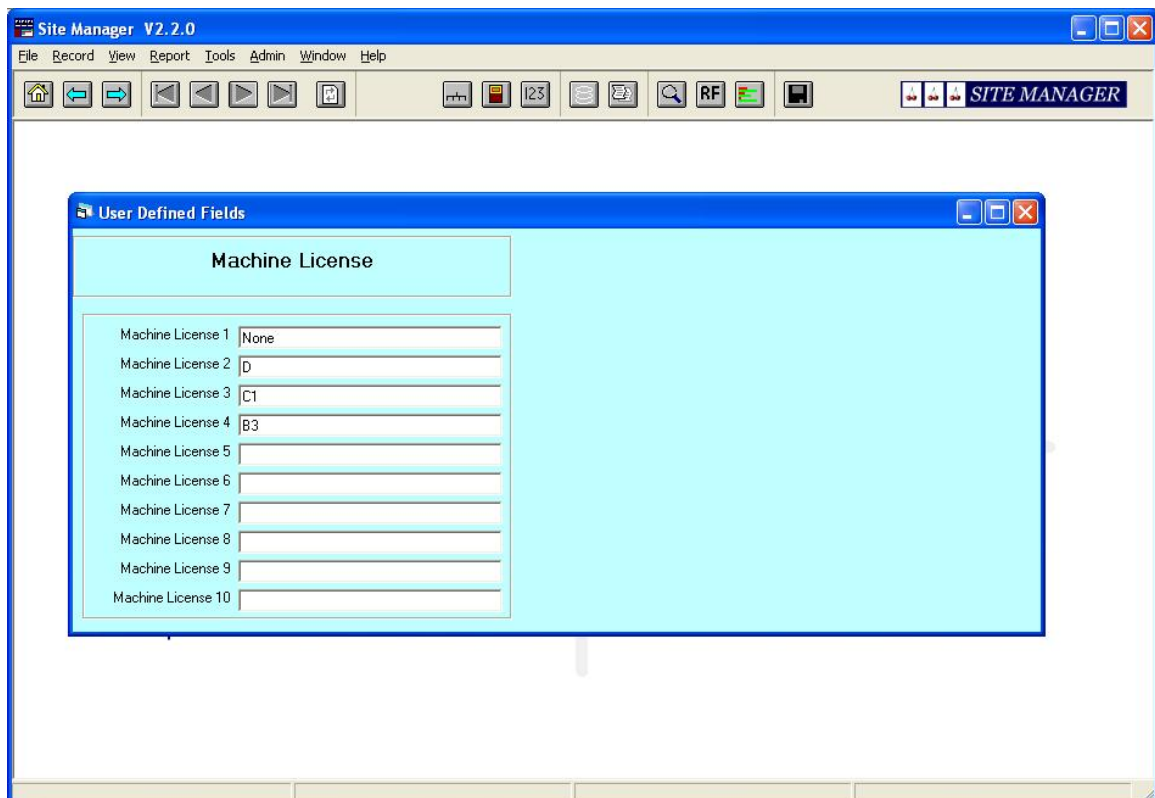 Site Manager V2.2.0
File Record View Report Tools Admin Window Help
123 RF SITE MANAGER
User Defined Fields
Machine License
Machine License 1 None
Machine License 2 D
Machine License 3 C1
Machine License 4 B3
Machine License 5
Machine License 6
Machine License 7
Machine License 8
Machine License 9
Machine License 10